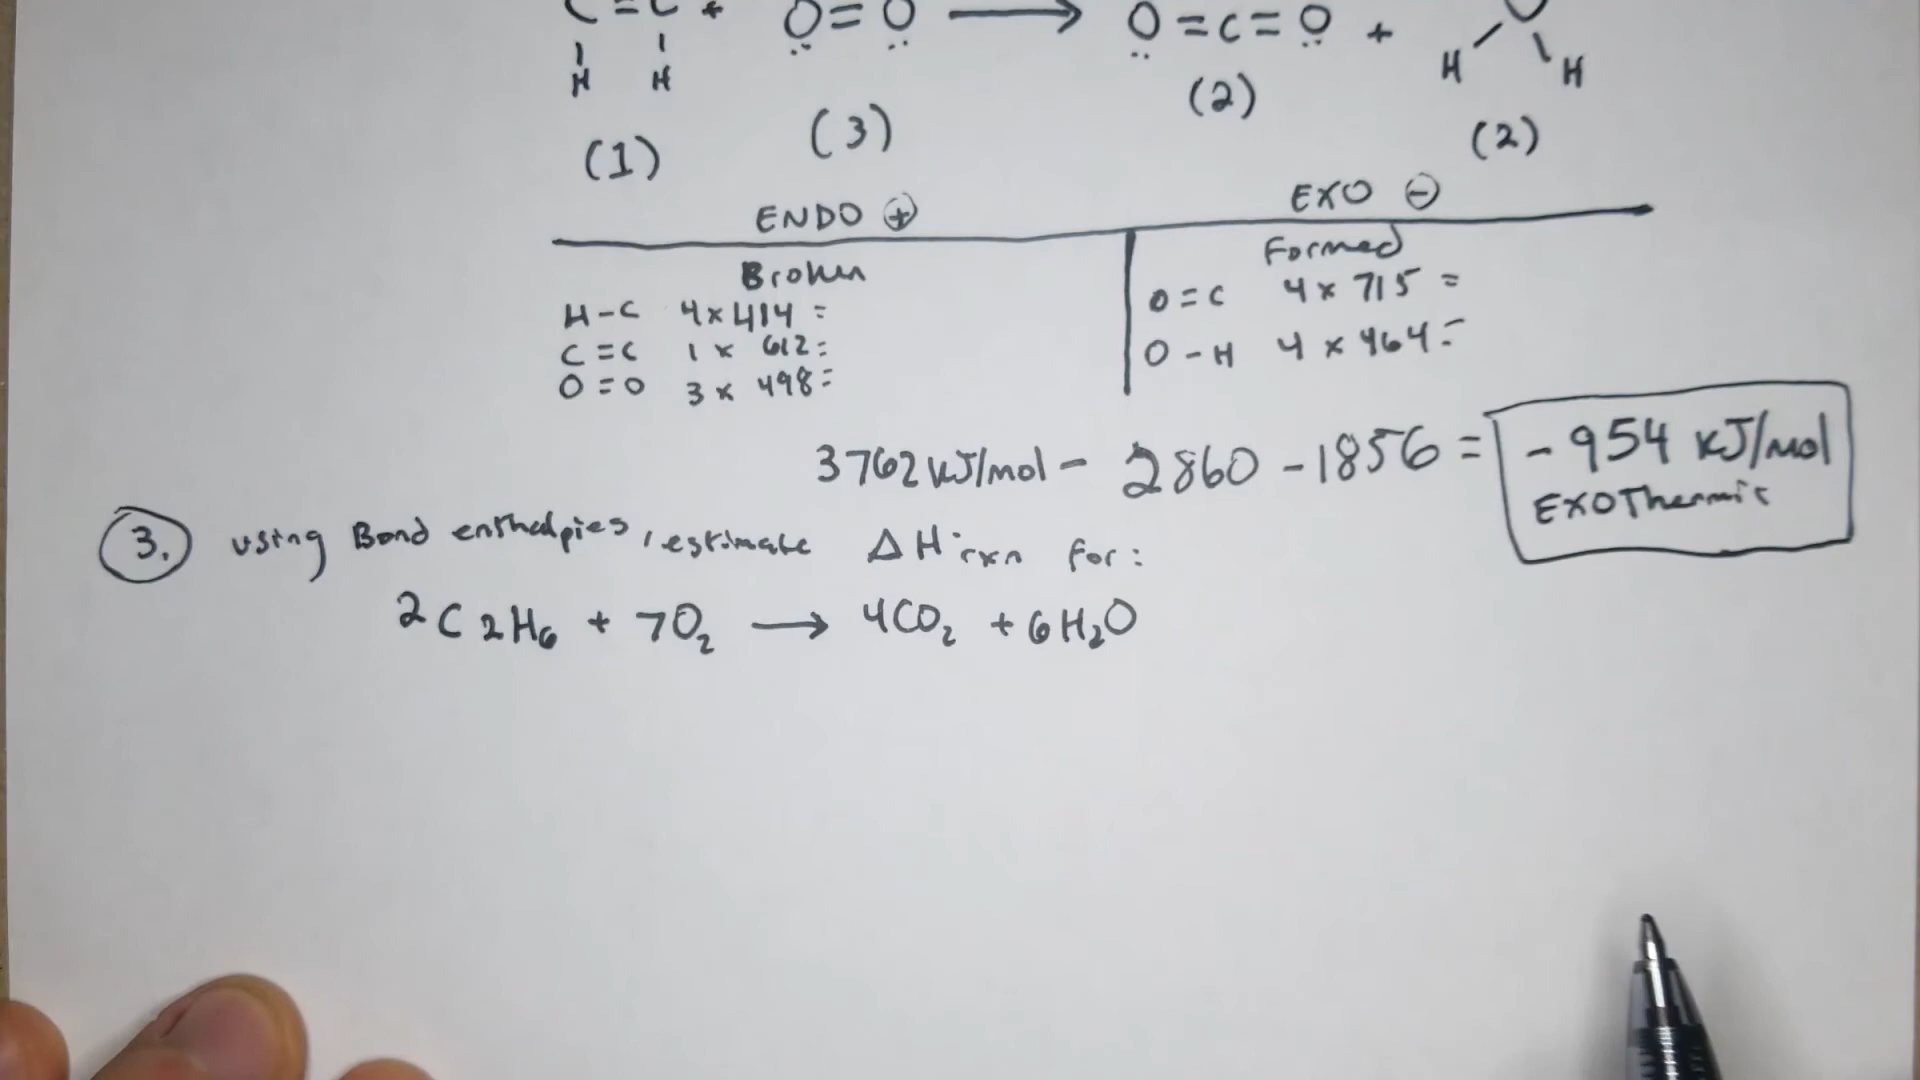 C = C + O = O → O = C = O +
H H H H
(1) (3) (2) (2)
ENDO ⊕ EXO ⊖
Broken Formed
H - C 4 x 414 = O = C 4 x 715 =
C = C 1 x 612 = O - H 4 x 464 =
O = O 3 x 498 =
3762 kJ/mol - 2860 - 1856 = -954 kJ/mol
EXOThermic
3. using Bond enthalpies, estimate ΔH°rxn for:
2C2H6 + 7O2 → 4CO2 + 6H2O